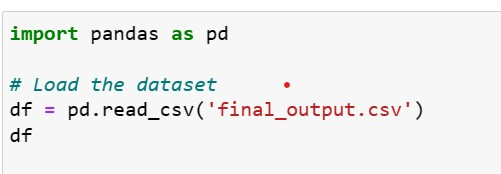 import pandas as pd
# Load the dataset
df = pd.read_csv('final_output.csv')
df